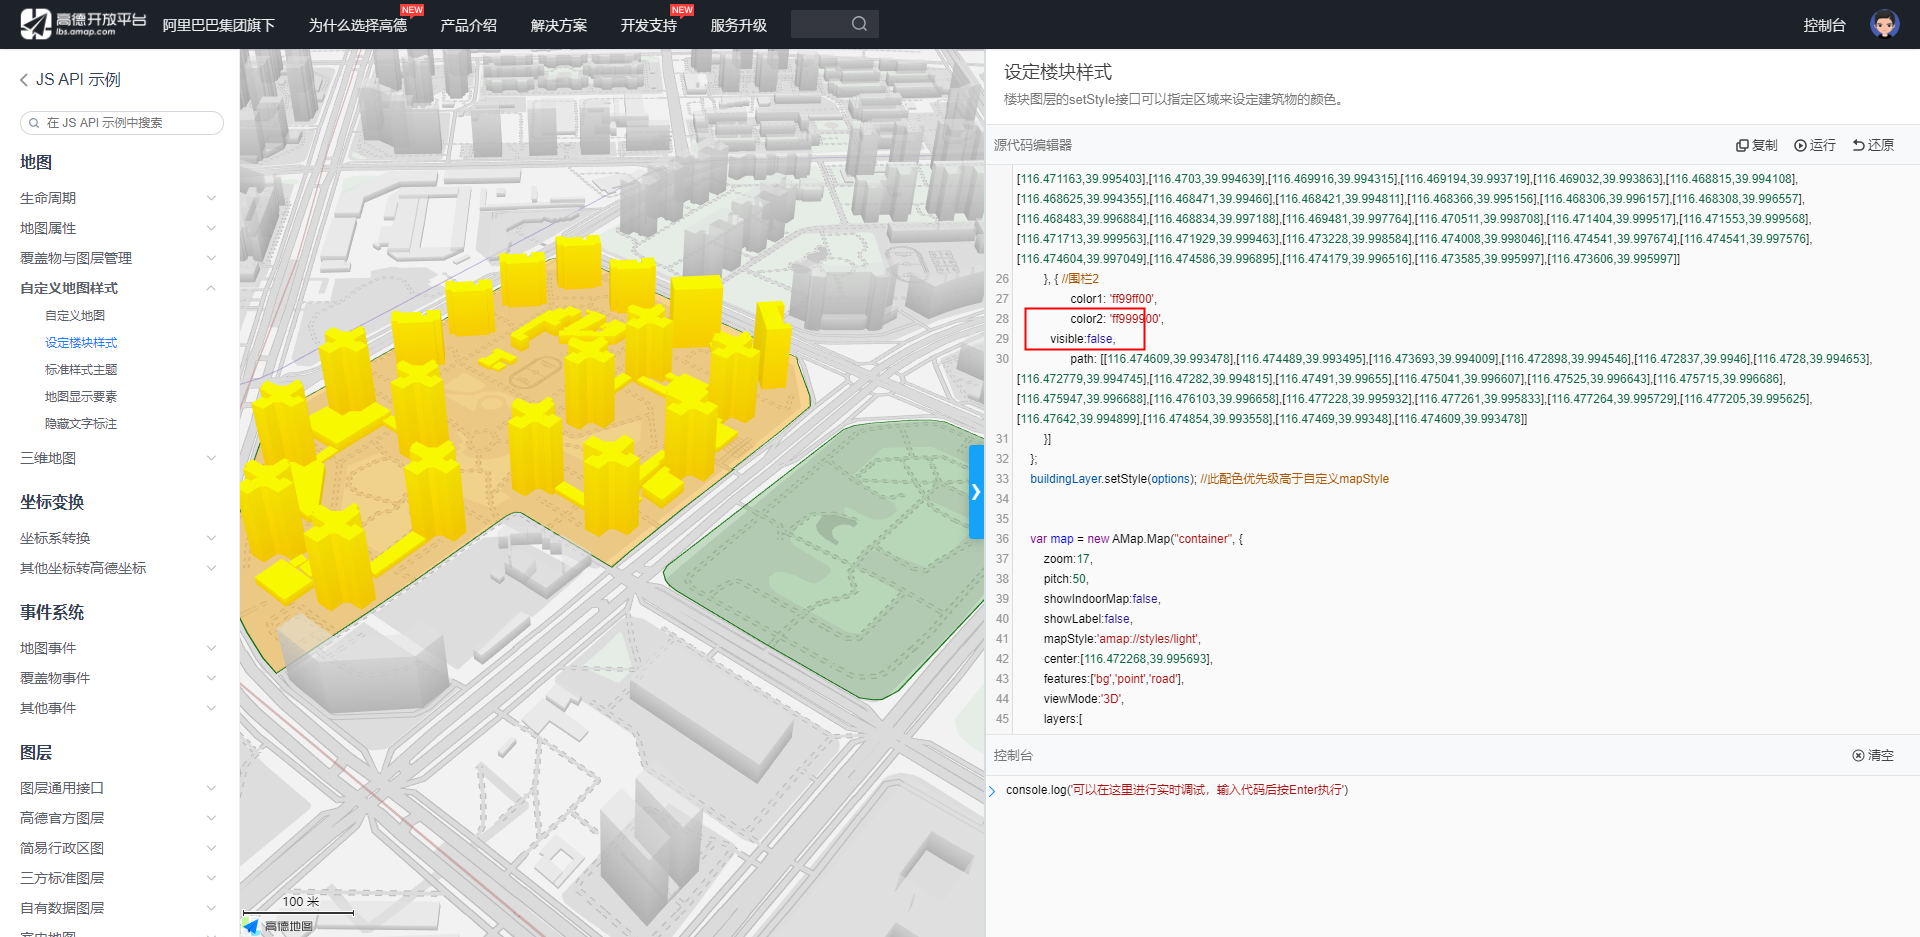 高德开放平台
lbs.amap.com
阿里巴巴集团旗下
为什么选择高德
NEW
产品介绍
解决方案
开发支持
NEW
服务升级
控制台
JS API 示例
在 JS API 示例中搜索
地图
生命周期
地图属性
覆盖物与图层管理
自定义地图样式
自定义地图
设定楼块样式
标准样式主题
地图显示要素
隐藏文字标注
三维地图
坐标变换
坐标系转换
其他坐标转高德坐标
事件系统
地图事件
覆盖物事件
其他事件
图层
图层通用接口
高德官方图层
简易行政区图
三方标准图层
自有数据图层
100 米
高德地图
设定楼块样式
楼块图层的setStyle接口可以指定区域来设定建筑物的颜色。
源代码编辑器
复制
运行
还原
[116.471163,39.995403],[116.4703,39.994639],[116.469916,39.994315],[116.469194,39.993719],[116.469032,39.993863],[116.468815,39.994108],
[116.468625,39.994355],[116.468471,39.99466],[116.468421,39.994811],[116.468366,39.995156],[116.468306,39.996157],[116.468308,39.996557],
[116.468483,39.996884],[116.468834,39.997188],[116.469481,39.997764],[116.470511,39.998708],[116.471404,39.999517],[116.471553,39.999568],
[116.471713,39.999563],[116.471929,39.999463],[116.473228,39.998584],[116.474008,39.998046],[116.474541,39.997674],[116.474541,39.997576],
[116.474604,39.997049],[116.474586,39.996895],[116.474179,39.996516],[116.473585,39.995997],[116.473606,39.995997]]
26 }, { //围栏2
27 color1: 'ff99ff00',
28 color2: 'ff999900',
29 visible:false,
30 path: [[116.474609,39.993478],[116.474489,39.993495],[116.473693,39.994009],[116.472898,39.994546],[116.472837,39.9946],[116.4728,39.994653],
[116.472779,39.994745],[116.47282,39.994815],[116.47491,39.99655],[116.475041,39.996607],[116.47525,39.996643],[116.475715,39.996686],
[116.475947,39.996688],[116.476103,39.996658],[116.477228,39.995932],[116.477261,39.995833],[116.477264,39.995729],[116.477205,39.995625],
[116.47642,39.994899],[116.474854,39.993558],[116.47469,39.99348],[116.474609,39.993478]]
31 }]
32 };
33 buildingLayer.setStyle(options); //此配色优先级高于自定义mapStyle
34
35
36 var map = new AMap.Map("container", {
37 zoom:17,
38 pitch:50,
39 showIndoorMap:false,
40 showLabel:false,
41 mapStyle:'amap://styles/light',
42 center:[116.472268,39.995693],
43 features:['bg','point','road'],
44 viewMode:'3D',
45 layers:[
控制台
清空
console.log('可以在这里进行实时调试，输入代码后按Enter执行')